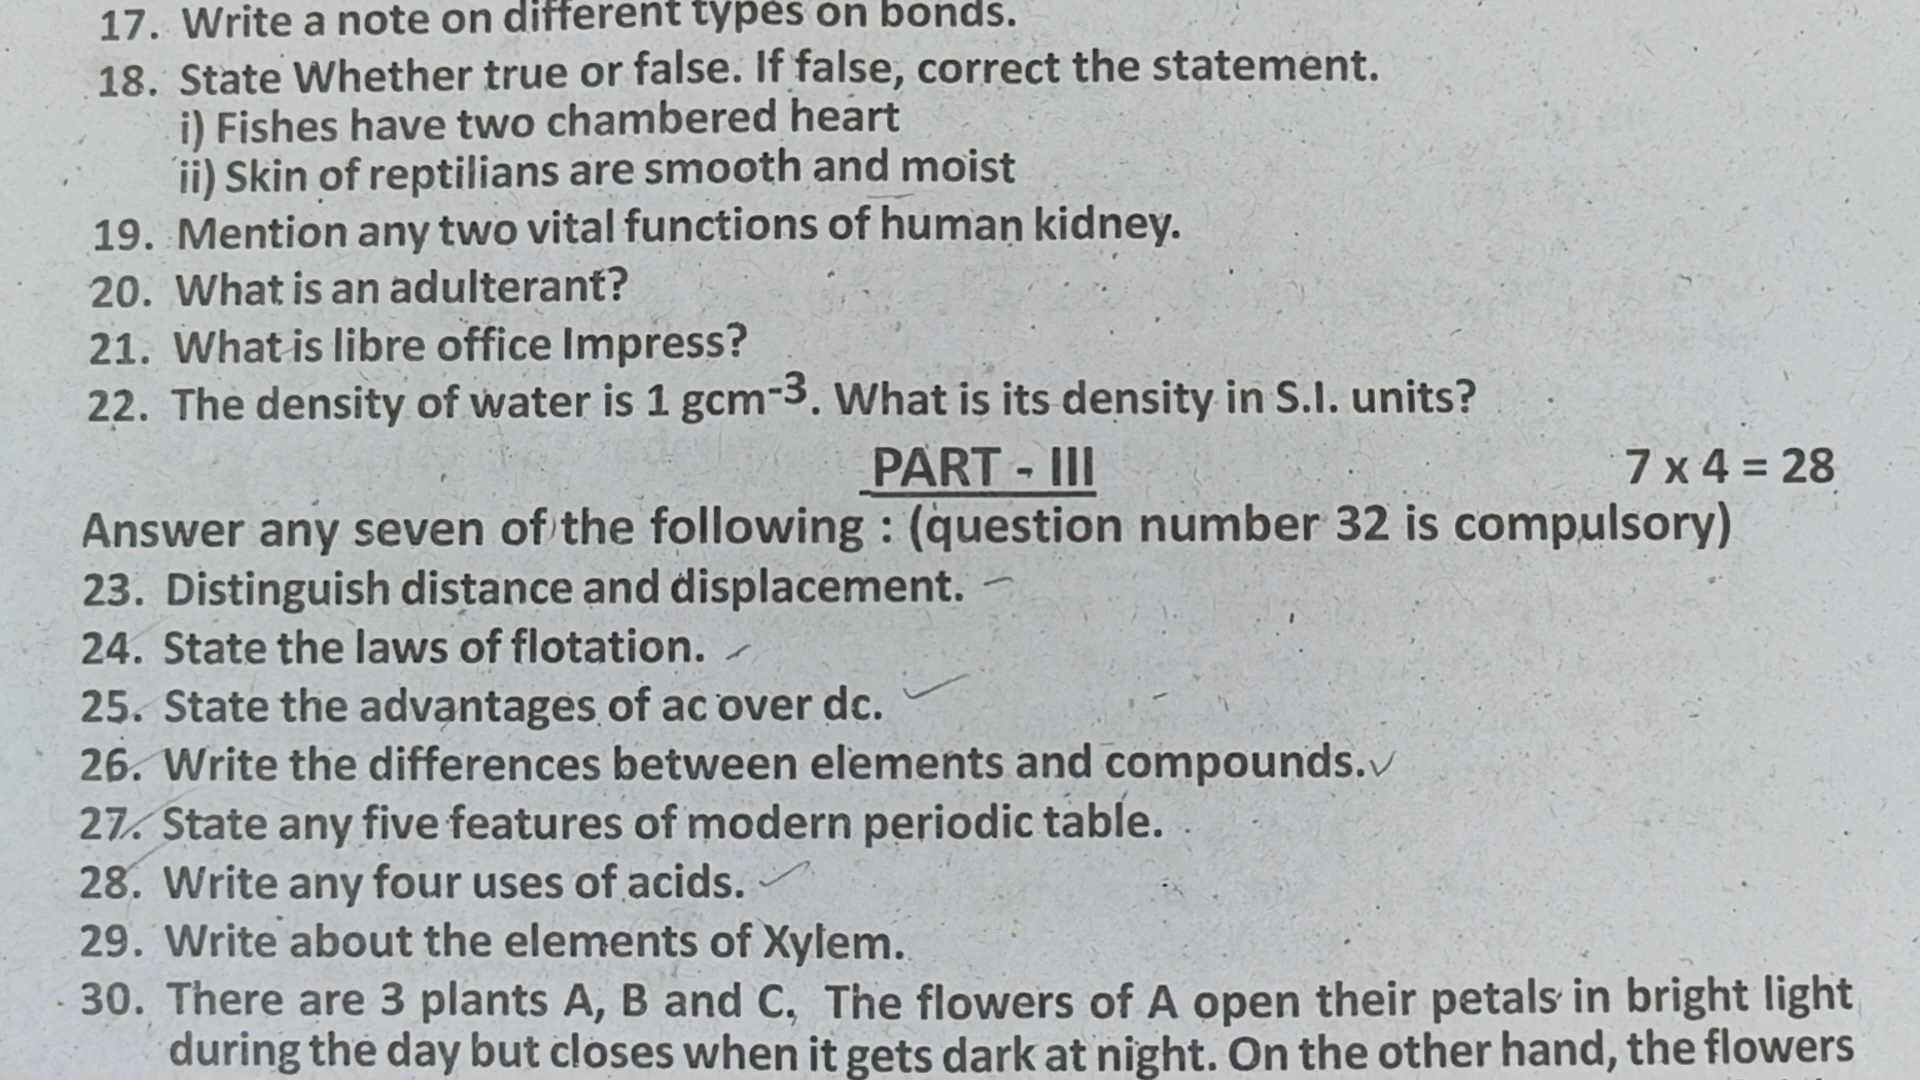 17. Write a note on different types on bonds.
18. State Whether true or false. If false, correct the statement.
i) Fishes have two chambered heart
ii) Skin of reptilians are smooth and moist
19. Mention any two vital functions of human kidney.
20. What is an adulterant?
21. What is libre office Impress?
22. The density of water is 1 gcm⁻³. What is its density in S.I. units?
PART - III 7 x 4 = 28
Answer any seven of the following : (question number 32 is compulsory)
23. Distinguish distance and displacement.
24. State the laws of flotation.
25. State the advantages of ac over dc.
26. Write the differences between elements and compounds.
27. State any five features of modern periodic table.
28. Write any four uses of acids.
29. Write about the elements of Xylem.
30. There are 3 plants A, B and C. The flowers of A open their petals in bright light
during the day but closes when it gets dark at night. On the other hand, the flowers